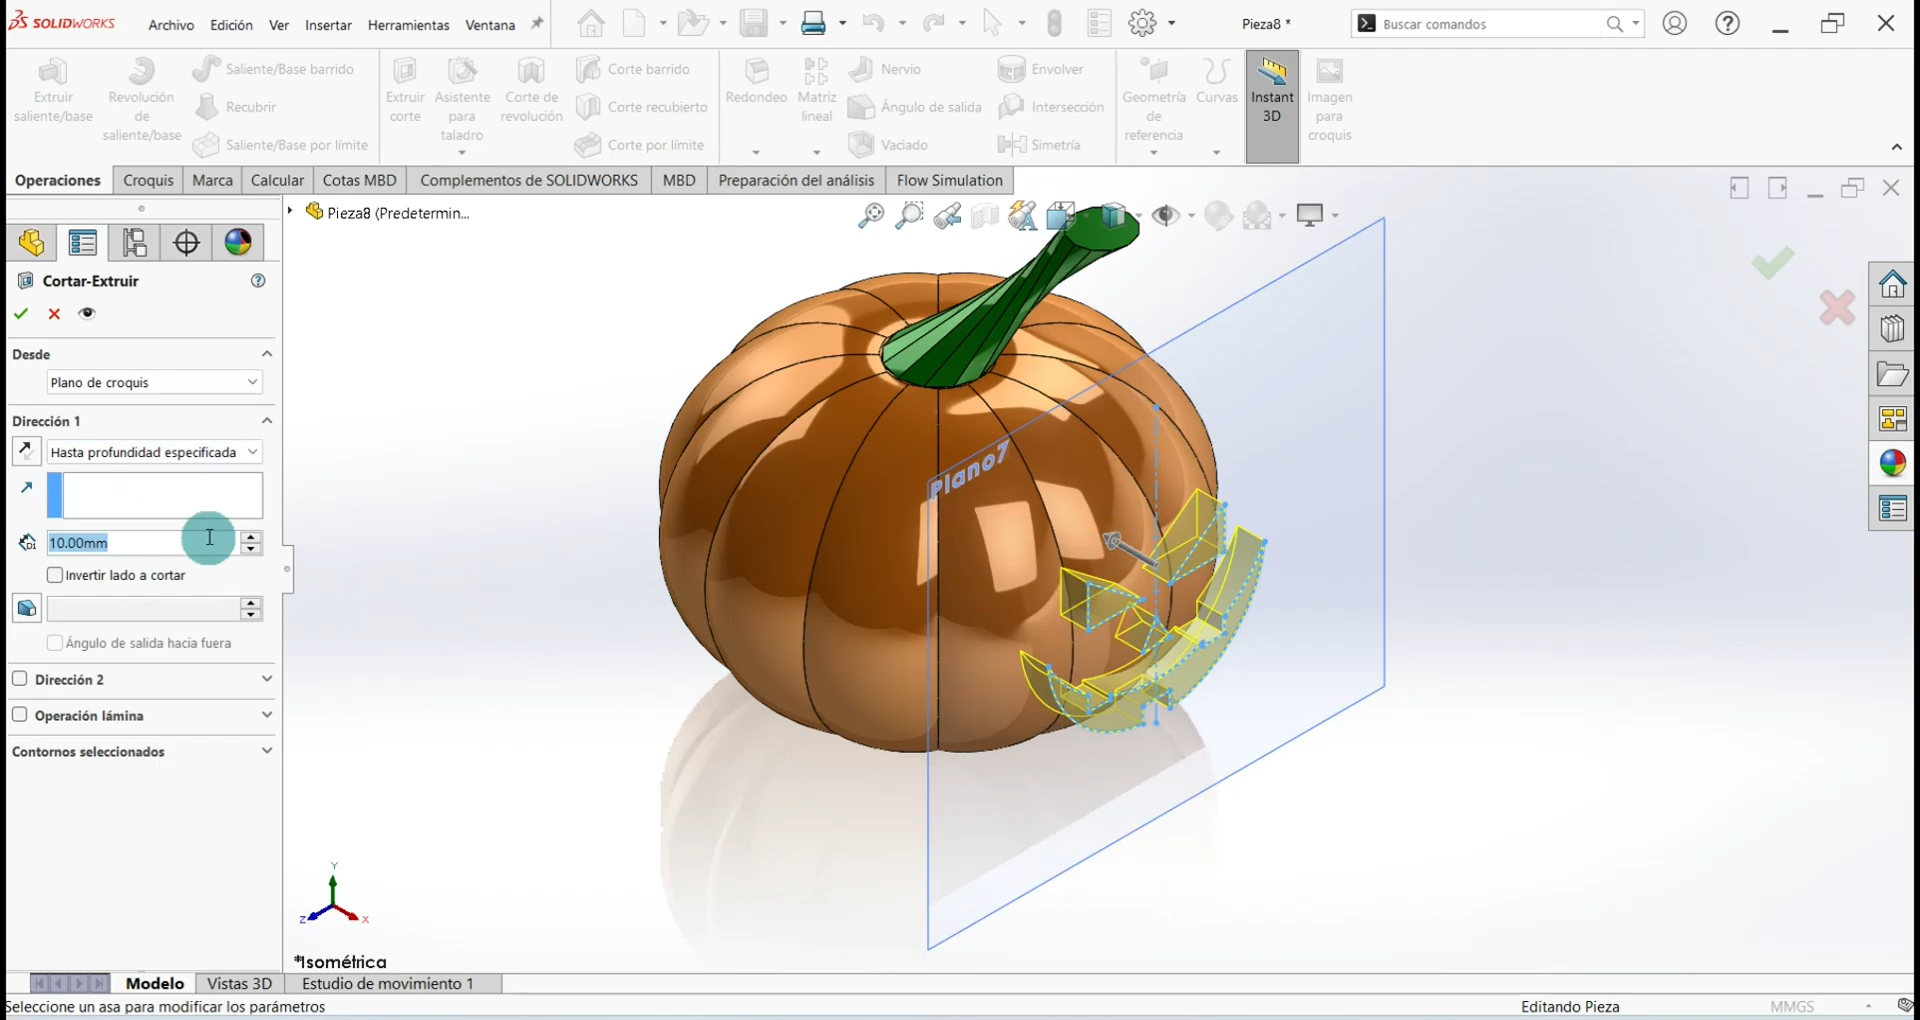 SOLIDWORKS
Archivo Edición Ver Insertar Herramientas Ventana
Pieza8 *
Buscar comandos
Extruir saliente/base
Revolución de saliente/base
Saliente/Base barrido
Recubrir
Saliente/Base por límite
Extruir corte
Asistente para taladro
Corte de revolución
Corte barrido
Corte recubierto
Corte por límite
Redondeo
Matriz lineal
Nervio
Ángulo de salida
Vaciado
Envolver
Intersección
Simetría
Geometría de referencia
Curvas
Instant 3D
Imagen para croquis
Operaciones Croquis Marca Calcular Cotas MBD Complementos de SOLIDWORKS MBD Preparación del análisis Flow Simulation
Pieza8 (Predetermin...
Cortar-Extruir
Desde
Plano de croquis
Dirección 1
Hasta profundidad especificada
D1
10.00mm
Invertir lado a cortar
Ángulo de salida hacia fuera
Dirección 2
Operación lámina
Contornos seleccionados
Plano7
Y
Z
X
*Isométrica
Modelo Vistas 3D Estudio de movimiento 1
Seleccione un asa para modificar los parámetros
Editando Pieza
MMGS